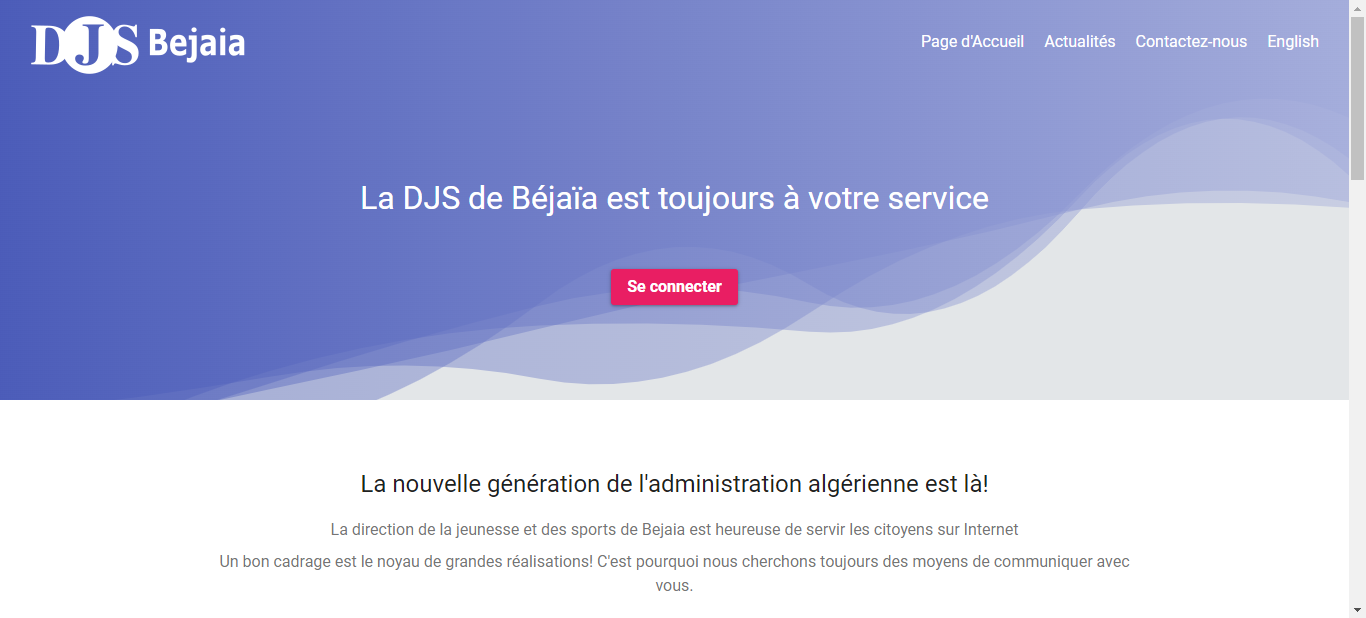 DJS Bejaia
Page d'Accueil Actualités Contactez-nous English
La DJS de Béjaïa est toujours à votre service
Se connecter
La nouvelle génération de l'administration algérienne est là!
La direction de la jeunesse et des sports de Bejaia est heureuse de servir les citoyens sur Internet
Un bon cadrage est le noyau de grandes réalisations! C'est pourquoi nous cherchons toujours des moyens de communiquer avec
vous.